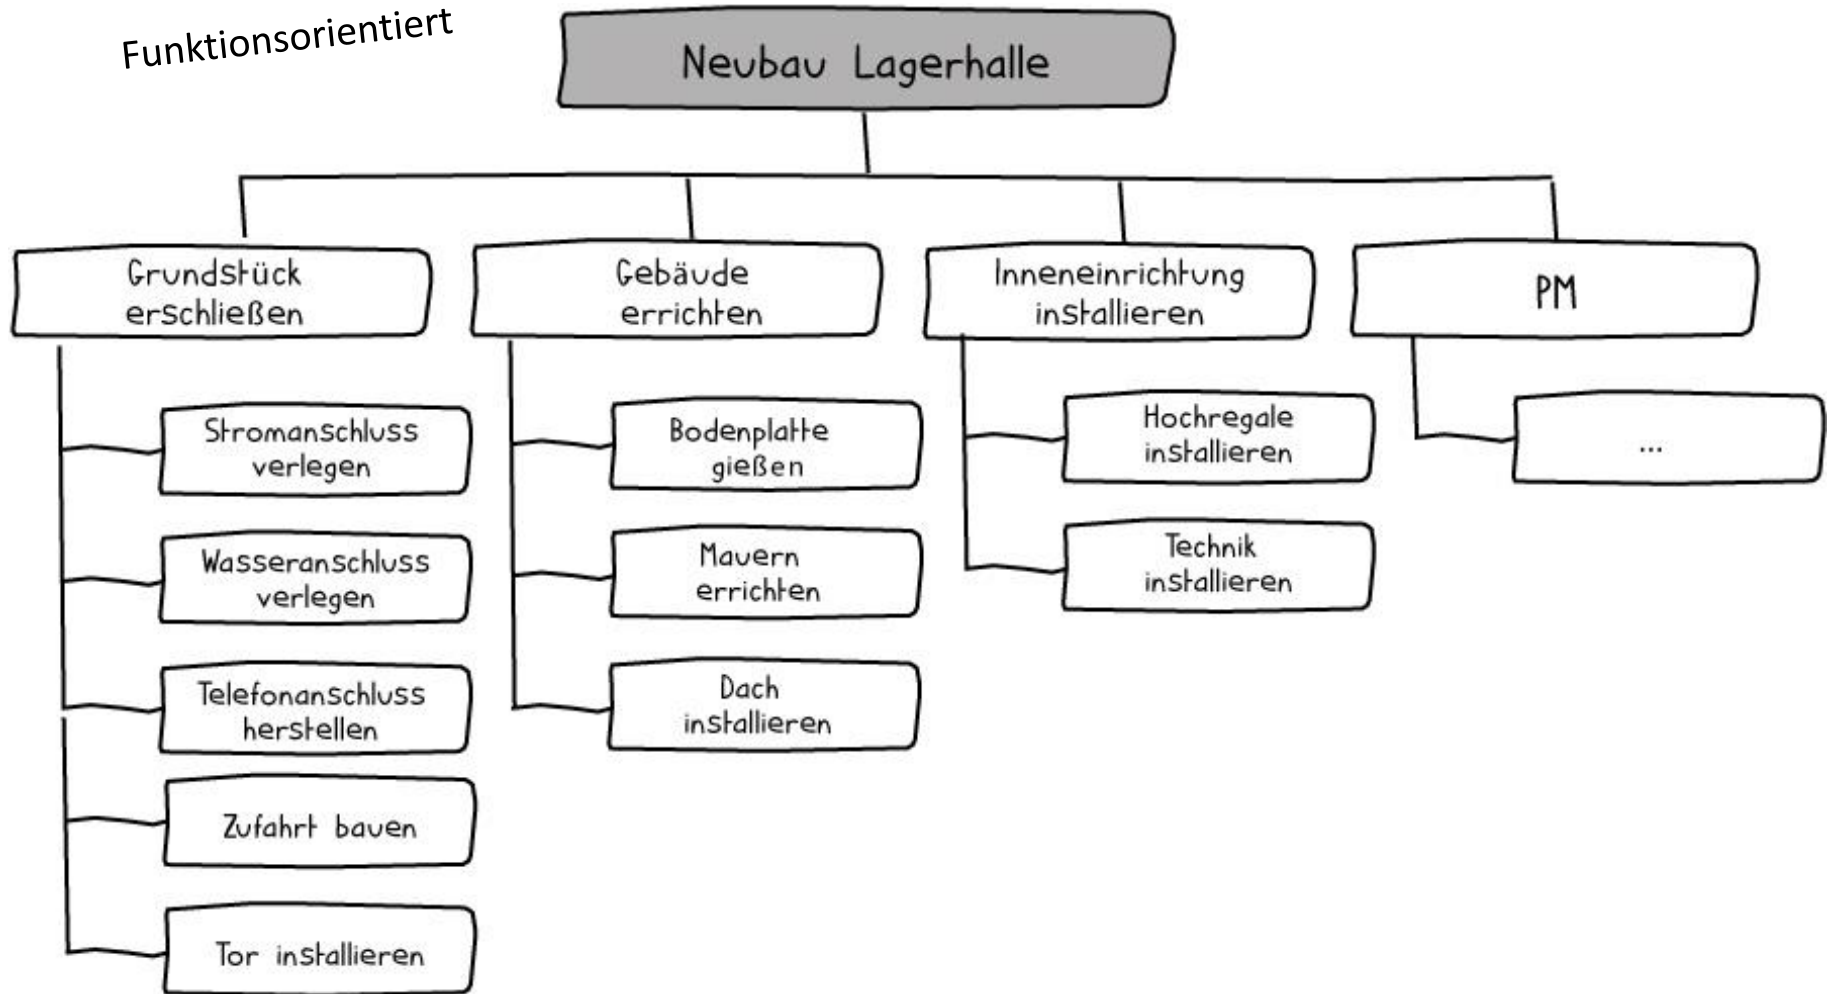 Funktionsorientiert
Neubau Lagerhalle
Grundstück
erschließen
Stromanschluss
verlegen
Wasseranschluss
verlegen
Telefonanschluss
herstellen
Zufahrt bauen
Tor installieren
Gebäude
errichten
Bodenplatte
gießen
Mauern
errichten
Dach
installieren
Inneneinrichtung
installieren
Hochregale
installieren
Technik
installieren
PM
...